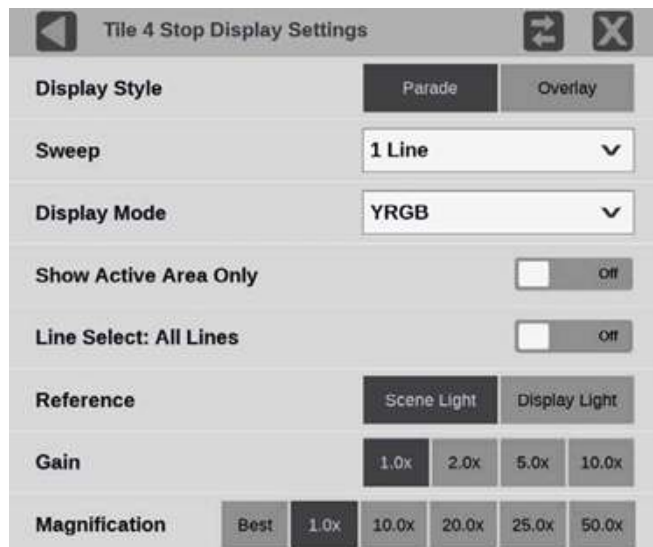 Tile 4 Stop Display Settings
Display Style Parade Overlay
Sweep 1 Line
Display Mode YRGB
Show Active Area Only Off
Line Select: All Lines Off
Reference Scene Light Display Light
Gain 1.0x 2.0x 5.0x 10.0x
Magnification Best 1.0x 10.0x 20.0x 25.0x 50.0x